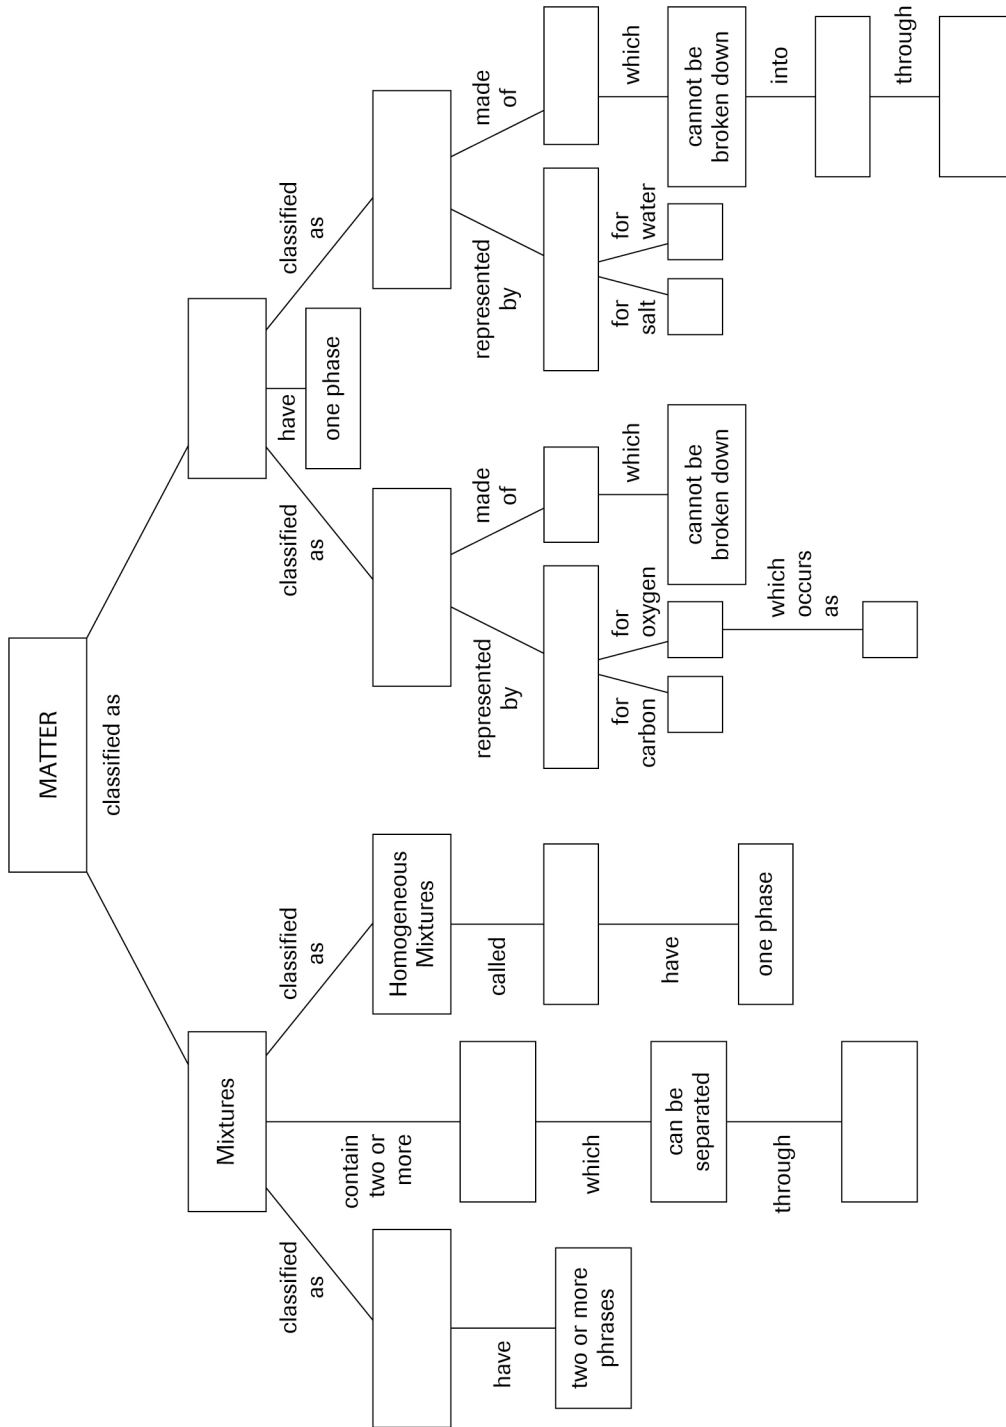 MATTER
classified as
Mixtures
classified
as
contain
two or
more
classified
as
have
two or more
phrases
which
can be
separated
through
Homogeneous
Mixtures
called
have
one phase
classified
as
have
one phase
classified
as
represented
by
made
of
for
carbon
for
oxygen
which
occurs
as
which
cannot be
broken down
represented
by
made
of
for
salt
for
water
which
cannot be
broken down
into
through